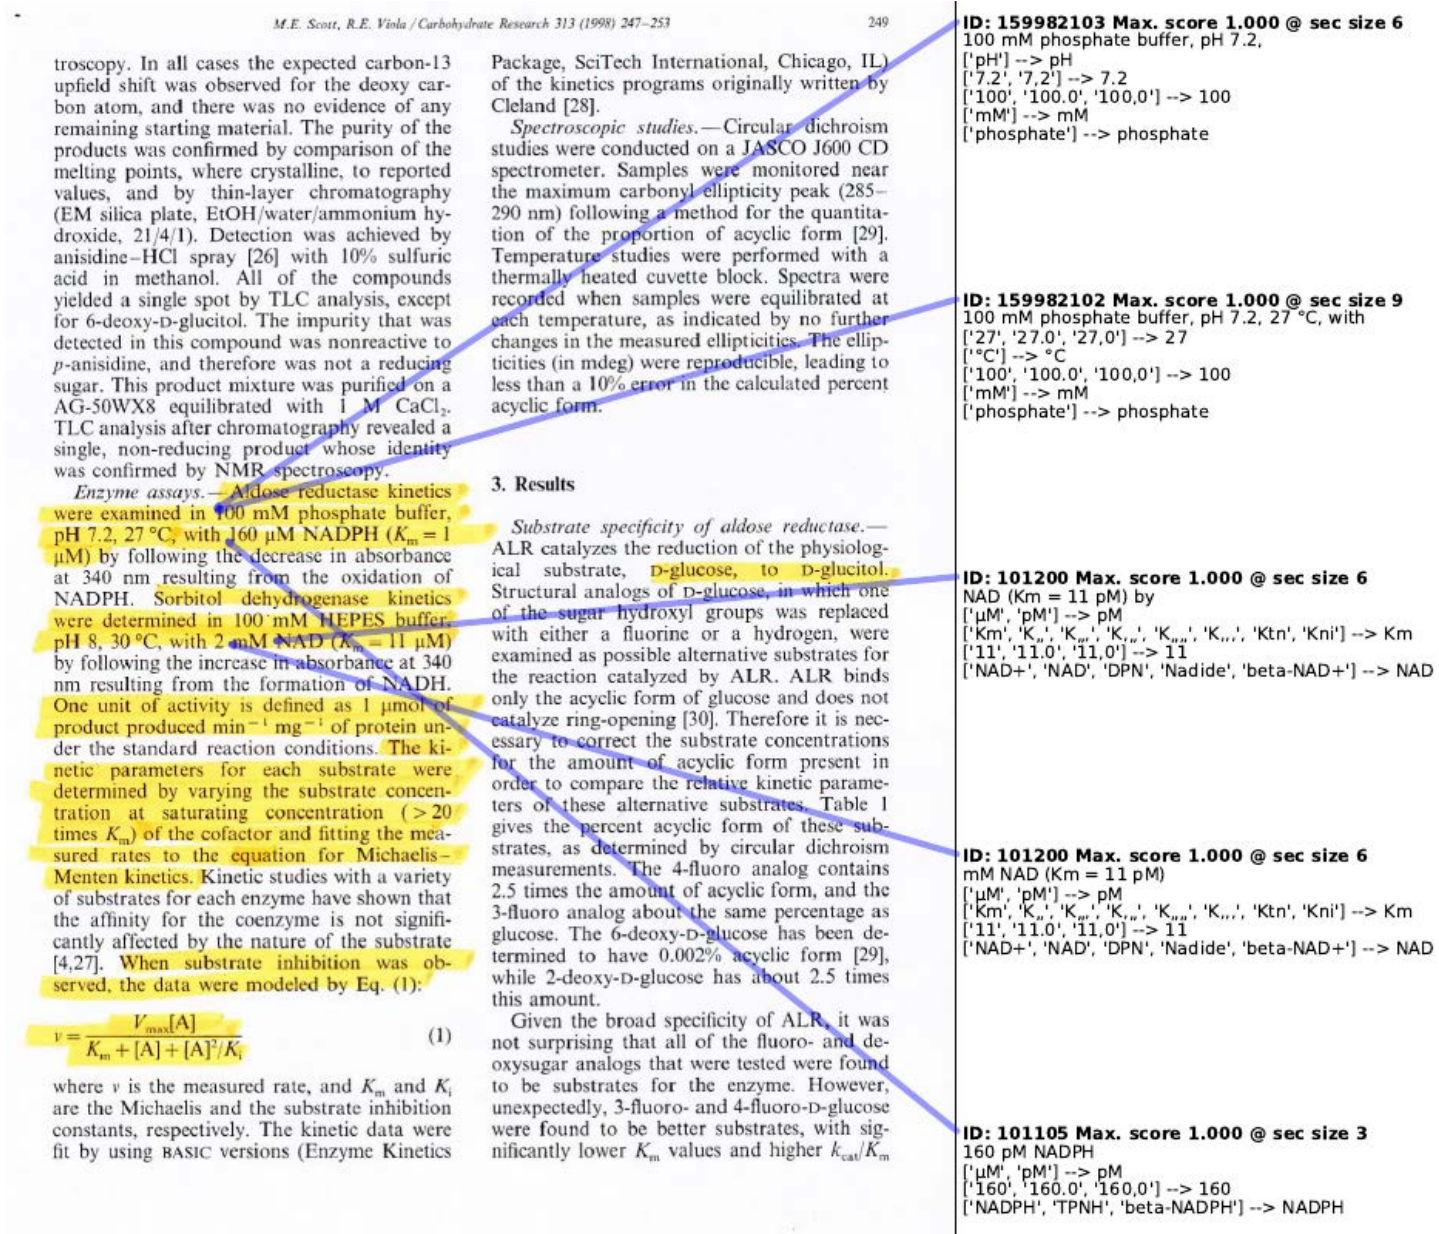 M.E. Scott, R.E. Viola / Carbohydrate Research 313 (1998) 247–253
249
troscopy. In all cases the expected carbon-13
upfield shift was observed for the deoxy car-
bon atom, and there was no evidence of any
remaining starting material. The purity of the
products was confirmed by comparison of the
melting points, where crystalline, to reported
values, and by thin-layer chromatography
(EM silica plate, EtOH/water/ammonium hy-
droxide, 21/4/1). Detection was achieved by
anisidine–HCl spray [26] with 10% sulfuric
acid in methanol. All of the compounds
yielded a single spot by TLC analysis, except
for 6-deoxy-D-glucitol. The impurity that was
detected in this compound was nonreactive to
p-anisidine, and therefore was not a reducing
sugar. This product mixture was purified on a
AG-50WX8 equilibrated with 1 M CaCl₂.
TLC analysis after chromatography revealed a
single, non-reducing product whose identity
was confirmed by NMR spectroscopy.
Enzyme assays.—Aldose reductase kinetics
were examined in 100 mM phosphate buffer,
pH 7.2, 27 °C, with 160 μM NADPH (Kₘ = 1
μM) by following the decrease in absorbance
at 340 nm resulting from the oxidation of
NADPH. Sorbitol dehydrogenase kinetics
were determined in 100 mM HEPES buffer,
pH 8, 30 °C, with 2 mM NAD (Kₘ = 11 μM)
by following the increase in absorbance at 340
nm resulting from the formation of NADH.
One unit of activity is defined as 1 μmol of
product produced min⁻¹ mg⁻¹ of protein un-
der the standard reaction conditions. The ki-
netic parameters for each substrate were
determined by varying the substrate concen-
tration at saturating concentration (>20
times Kₘ) of the cofactor and fitting the mea-
sured rates to the equation for Michaelis–
Menten kinetics. Kinetic studies with a variety
of substrates for each enzyme have shown that
the affinity for the coenzyme is not signifi-
cantly affected by the nature of the substrate
[4,27]. When substrate inhibition was ob-
served, the data were modeled by Eq. (1):
v = Vmax[A] / Kₘ + [A] + [A]²/Kᵢ (1)
where v is the measured rate, and Kₘ and Kᵢ
are the Michaelis and the substrate inhibition
constants, respectively. The kinetic data were
fit by using BASIC versions (Enzyme Kinetics
Package, SciTech International, Chicago, IL)
of the kinetics programs originally written by
Cleland [28].
Spectroscopic studies.—Circular dichroism
studies were conducted on a JASCO J600 CD
spectrometer. Samples were monitored near
the maximum carbonyl ellipticity peak (285–
290 nm) following a method for the quantita-
tion of the proportion of acyclic form [29].
Temperature studies were performed with a
thermally heated cuvette block. Spectra were
recorded when samples were equilibrated at
each temperature, as indicated by no further
changes in the measured ellipticities. The ellip-
ticities (in mdeg) were reproducible, leading to
less than a 10% error in the calculated percent
acyclic form.
3. Results
Substrate specificity of aldose reductase.—
ALR catalyzes the reduction of the physiolog-
ical substrate, D-glucose, to D-glucitol.
Structural analogs of D-glucose, in which one
of the sugar hydroxyl groups was replaced
with either a fluorine or a hydrogen, were
examined as possible alternative substrates for
the reaction catalyzed by ALR. ALR binds
only the acyclic form of glucose and does not
catalyze ring-opening [30]. Therefore it is nec-
essary to correct the substrate concentrations
for the amount of acyclic form present in
order to compare the relative kinetic parame-
ters of these alternative substrates. Table 1
gives the percent acyclic form of these sub-
strates, as determined by circular dichroism
measurements. The 4-fluoro analog contains
2.5 times the amount of acyclic form, and the
3-fluoro analog about the same percentage as
glucose. The 6-deoxy-D-glucose has been de-
termined to have 0.002% acyclic form [29],
while 2-deoxy-D-glucose has about 2.5 times
this amount.
Given the broad specificity of ALR, it was
not surprising that all of the fluoro- and de-
oxysugar analogs that were tested were found
to be substrates for the enzyme. However,
unexpectedly, 3-fluoro- and 4-fluoro-D-glucose
were found to be better substrates, with sig-
nificantly lower Kₘ values and higher kcat/Kₘ
ID: 159982103 Max. score 1.000 @ sec size 6
100 mM phosphate buffer, pH 7.2,
['pH'] --> pH
['7.2', '7,2'] --> 7.2
['100', '100.0', '100,0'] --> 100
['mM'] --> mM
['phosphate'] --> phosphate
ID: 159982102 Max. score 1.000 @ sec size 9
100 mM phosphate buffer, pH 7.2, 27 °C, with
['27', '27.0', '27,0'] --> 27
['°C'] --> °C
['100', '100.0', '100,0'] --> 100
['mM'] --> mM
['phosphate'] --> phosphate
ID: 101200 Max. score 1.000 @ sec size 6
NAD (Km = 11 pM) by
['μM', 'pM'] --> pM
['Km', 'K„', 'K„,', 'K,„', 'K„„', 'K,,,', 'Ktn', 'Kni'] --> Km
['11', '11.0', '11,0'] --> 11
['NAD+', 'NAD', 'DPN', 'Nadide', 'beta-NAD+'] --> NAD
ID: 101200 Max. score 1.000 @ sec size 6
mM NAD (Km = 11 pM)
['μM', 'pM'] --> pM
['Km', 'K„', 'K„,', 'K,„', 'K„„', 'K,,,', 'Ktn', 'Kni'] --> Km
['11', '11.0', '11,0'] --> 11
['NAD+', 'NAD', 'DPN', 'Nadide', 'beta-NAD+'] --> NAD
ID: 101105 Max. score 1.000 @ sec size 3
160 pM NADPH
['μM', 'pM'] --> pM
['160', '160.0', '160,0'] --> 160
['NADPH', 'TPNH', 'beta-NADPH'] --> NADPH